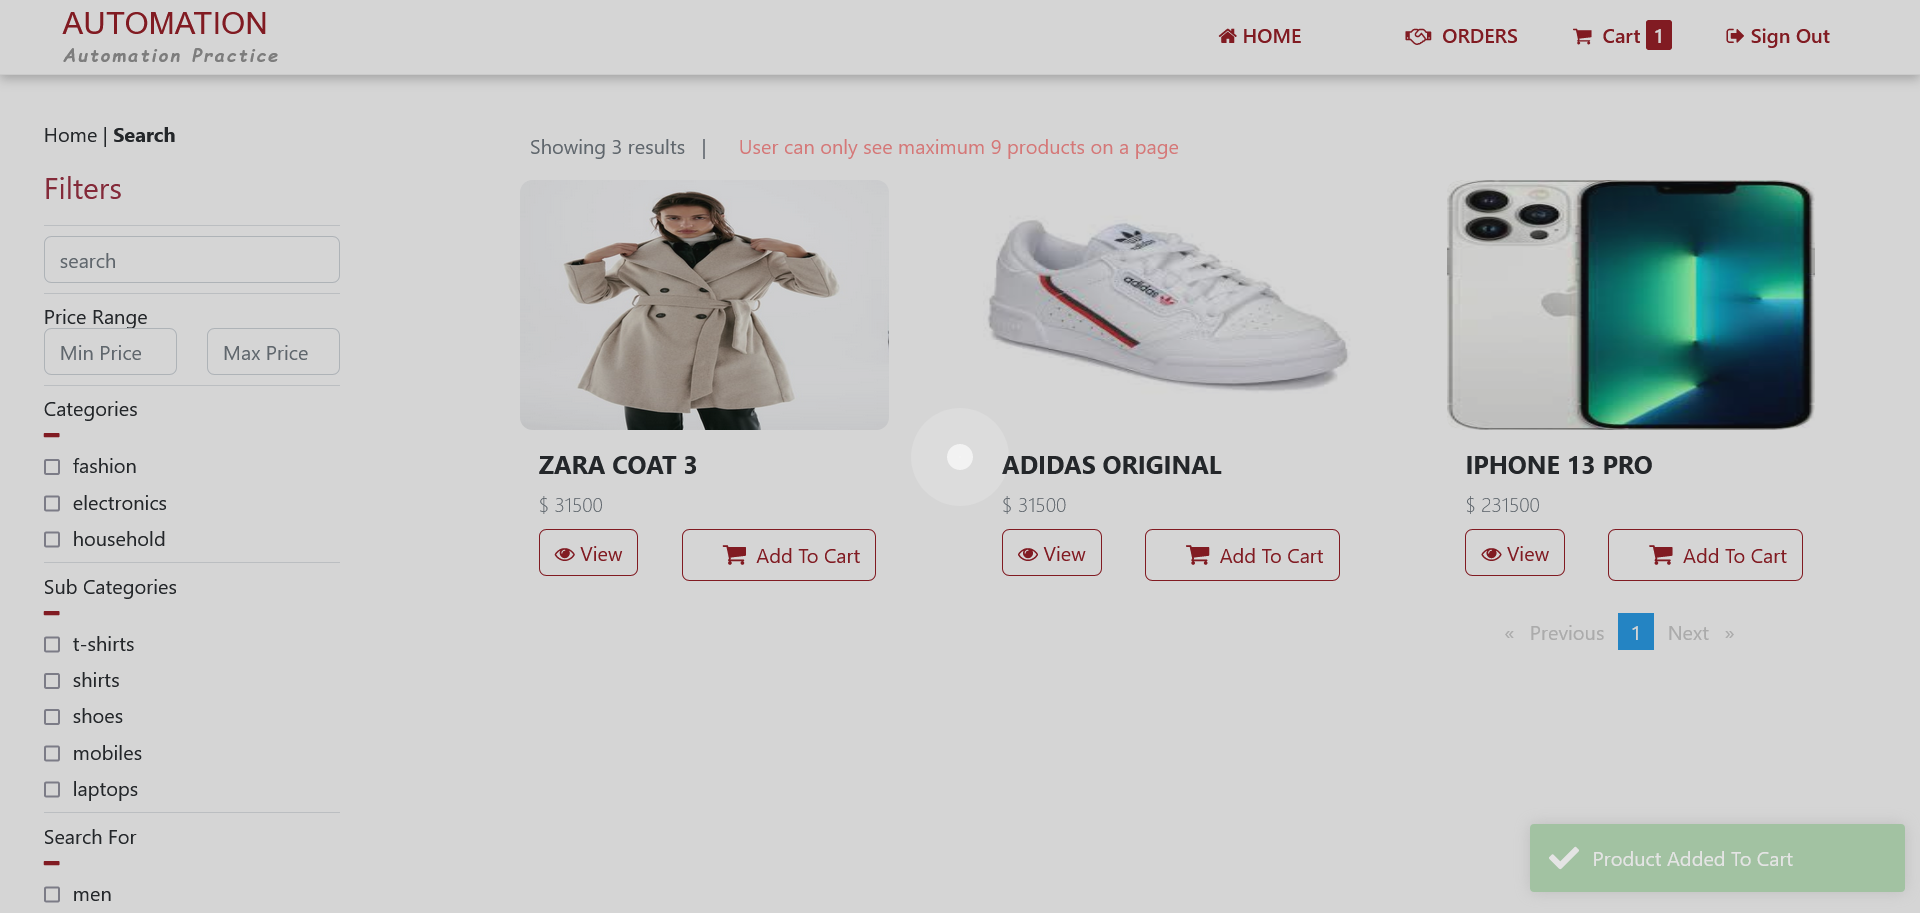 AUTOMATION
Automation Practice
HOME
ORDERS
Cart 1
Sign Out
Home | Search
Filters
search
Price Range
Min Price
Max Price
Categories
fashion
electronics
household
Sub Categories
t-shirts
shirts
shoes
mobiles
laptops
Search For
men
Showing 3 results |
User can only see maximum 9 products on a page
adidas
adidas
ZARA COAT 3
$ 31500
View
Add To Cart
ADIDAS ORIGINAL
$ 31500
View
Add To Cart
IPHONE 13 PRO
$ 231500
View
Add To Cart
« Previous 1 Next »
Product Added To Cart